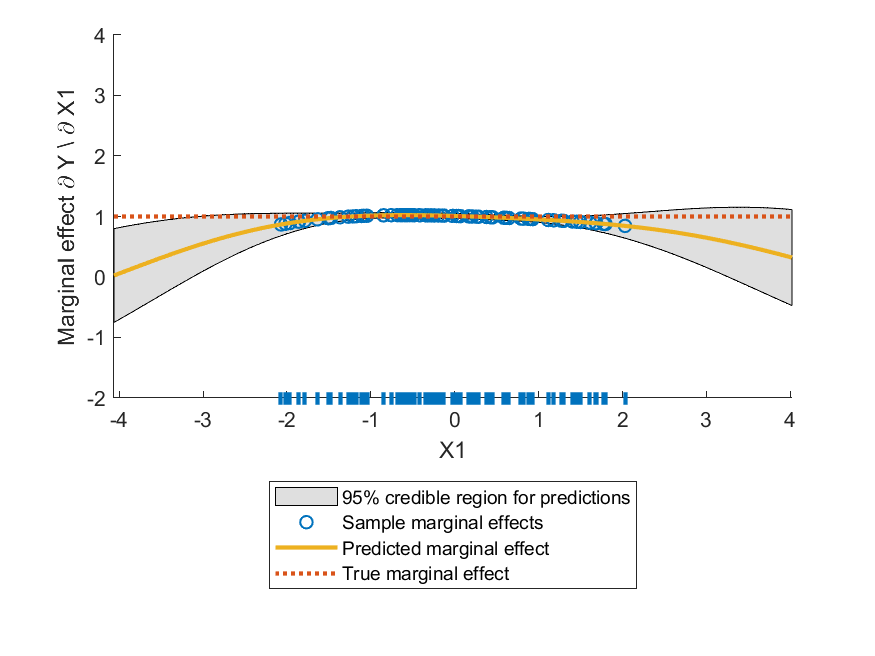 4
3
2
1
0
-1
-2
Marginal effect ∂ Y \ ∂ X1
-4 -3 -2 -1 0 1 2 3 4
X1
95% credible region for predictions
Sample marginal effects
Predicted marginal effect
True marginal effect